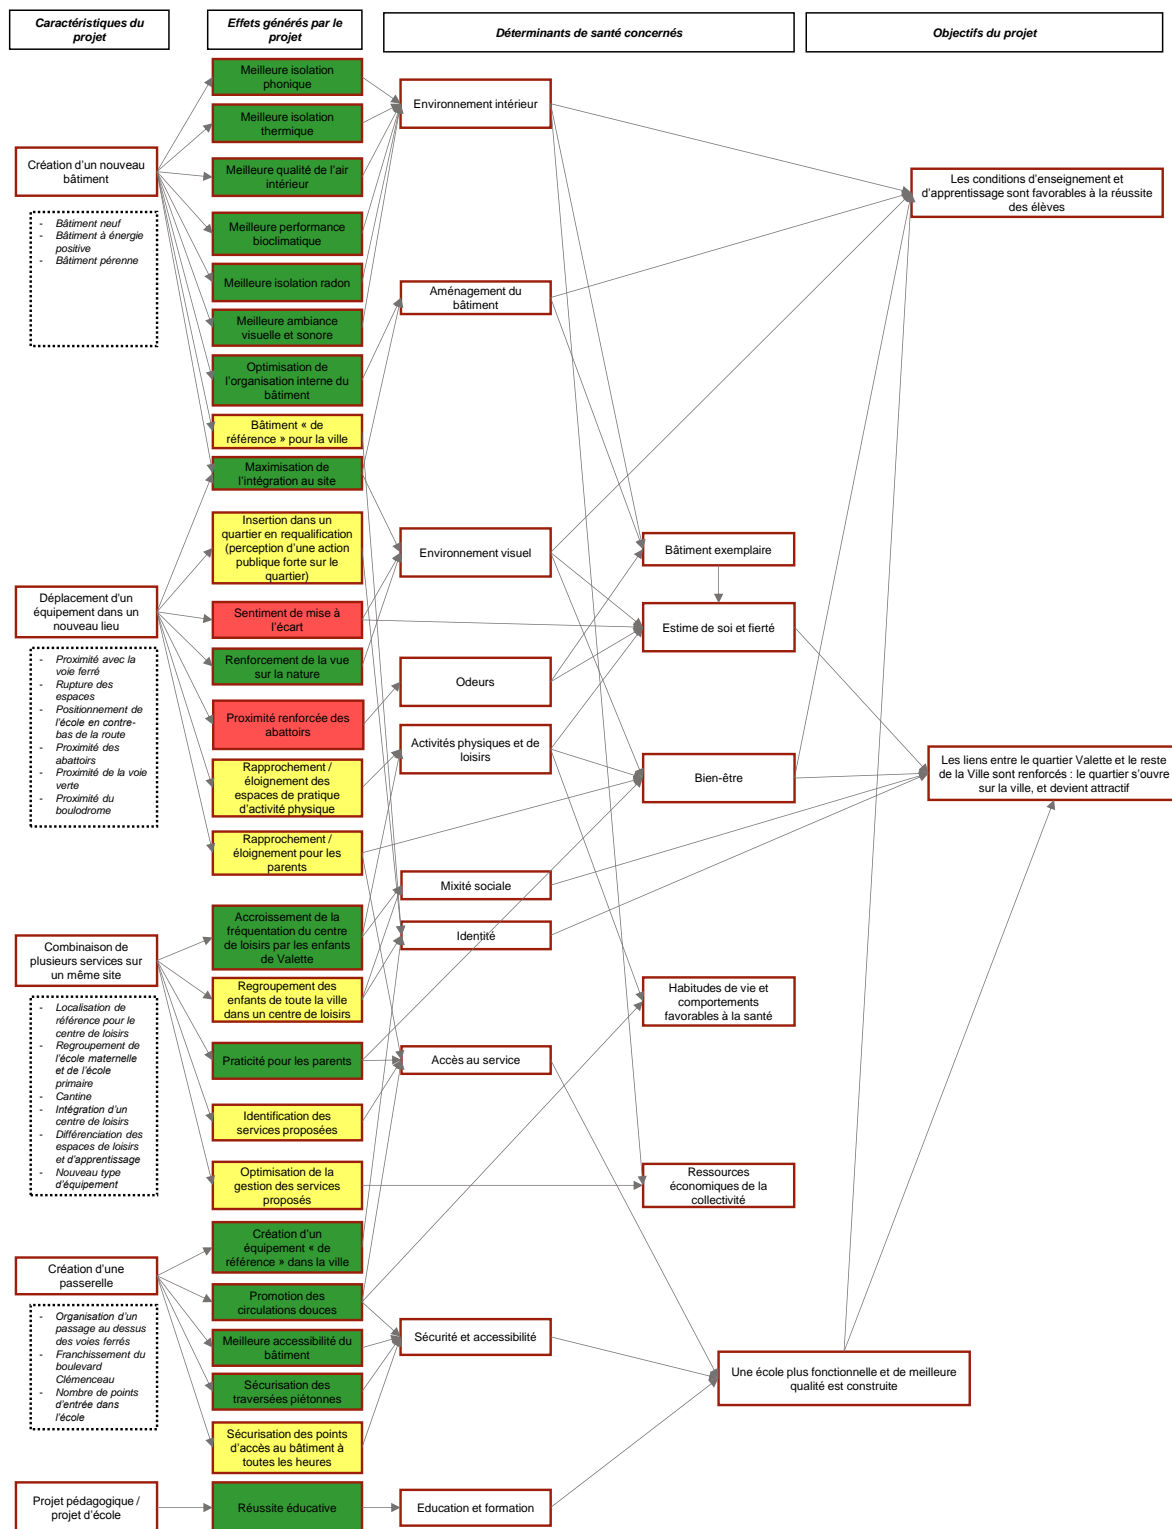 Caractéristiques du
projet
Effets générés par le
projet
Déterminants de santé concernés
Objectifs du projet
Création d'un nouveau
bâtiment
- Bâtiment neuf
- Bâtiment à énergie
positive
- Bâtiment pérenne
Déplacement d'un
équipement dans un
nouveau lieu
- Proximité avec la
voie ferré
- Rupture des
espaces
- Positionnement de
l'école en contre-
bas de la route
- Proximité des
abattoirs
- Proximité de la voie
verte
- Proximité du
boulodrome
Combinaison de
plusieurs services sur
un même site
- Localisation de
référence pour le
centre de loisirs
- Regroupement de
l'école maternelle
et de l'école
primaire
- Cantine
- Intégration d'un
centre de loisirs
- Différenciation des
espaces de loisirs
et d'apprentissage
- Nouveau type
d'équipement
Création d'une
passerelle
- Organisation d'un
passage au dessus
des voies ferrés
- Franchissement du
boulevard
Clémenceau
- Nombre de points
d'entrée dans
l'école
Projet pédagogique /
projet d'école
Meilleure isolation
phonique
Meilleure isolation
thermique
Meilleure qualité de l'air
intérieur
Meilleure performance
bioclimatique
Meilleure isolation radon
Meilleure ambiance
visuelle et sonore
Optimisation de
l'organisation interne du
bâtiment
Bâtiment « de
référence » pour la ville
Maximisation de
l'intégration au site
Insertion dans un
quartier en requalification
(perception d'une action
publique forte sur le
quartier)
Sentiment de mise à
l'écart
Renforcement de la vue
sur la nature
Proximité renforcée des
abattoirs
Rapprochement /
éloignement des
espaces de pratique
d'activité physique
Rapprochement /
éloignement pour les
parents
Accroissement de la
fréquentation du centre
de loisirs par les enfants
de Valette
Regroupement des
enfants de toute la ville
dans un centre de loisirs
Praticité pour les parents
Identification des
services proposées
Optimisation de la
gestion des services
proposés
Création d'un
équipement « de
référence » dans la ville
Promotion des
circulations douces
Meilleure accessibilité du
bâtiment
Sécurisation des
traversées piétonnes
Sécurisation des points
d'accès au bâtiment à
toutes les heures
Réussite éducative
Environnement intérieur
Aménagement du
bâtiment
Environnement visuel
Odeurs
Activités physiques et de
loisirs
Mixité sociale
Identité
Accès au service
Sécurité et accessibilité
Education et formation
Bâtiment exemplaire
Estime de soi et fierté
Bien-être
Habitudes de vie et
comportements
favorables à la santé
Ressources
économiques de la
collectivité
Les conditions d'enseignement et
d'apprentissage sont favorables à la réussite
des élèves
Les liens entre le quartier Valette et le reste
de la Ville sont renforcés : le quartier s'ouvre
sur la ville, et devient attractif
Une école plus fonctionnelle et de meilleure
qualité est construite